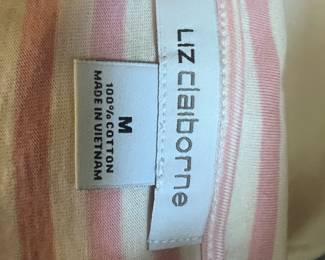 LIZ claiborne
M
100% COTTON
MADE IN VIETNAM